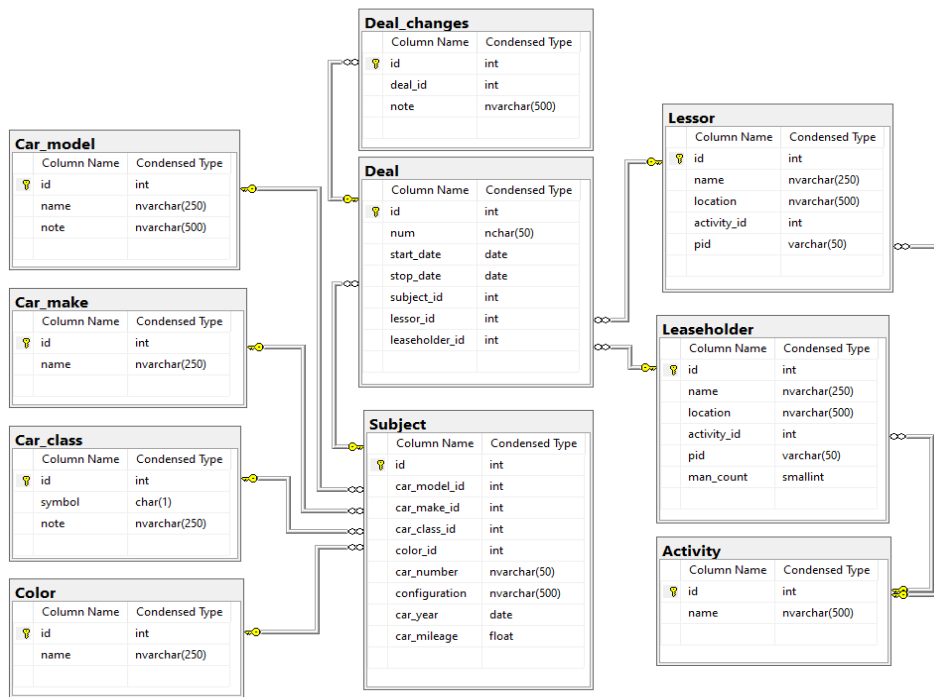 Deal_changes
Column Name Condensed Type
id int
deal_id int
note nvarchar(500)
Car_model
Column Name Condensed Type
id int
name nvarchar(250)
note nvarchar(500)
Deal
Column Name Condensed Type
id int
num nchar(50)
start_date date
stop_date date
subject_id int
lessor_id int
leaseholder_id int
Lessor
Column Name Condensed Type
id int
name nvarchar(250)
location nvarchar(500)
activity_id int
pid varchar(50)
Car_make
Column Name Condensed Type
id int
name nvarchar(250)
Leaseholder
Column Name Condensed Type
id int
name nvarchar(250)
location nvarchar(500)
activity_id int
pid varchar(50)
man_count smallint
Car_class
Column Name Condensed Type
id int
symbol char(1)
note nvarchar(250)
Subject
Column Name Condensed Type
id int
car_model_id int
car_make_id int
car_class_id int
color_id int
car_number nvarchar(50)
configuration nvarchar(500)
car_year date
car_mileage float
Activity
Column Name Condensed Type
id int
name nvarchar(500)
Color
Column Name Condensed Type
id int
name nvarchar(250)